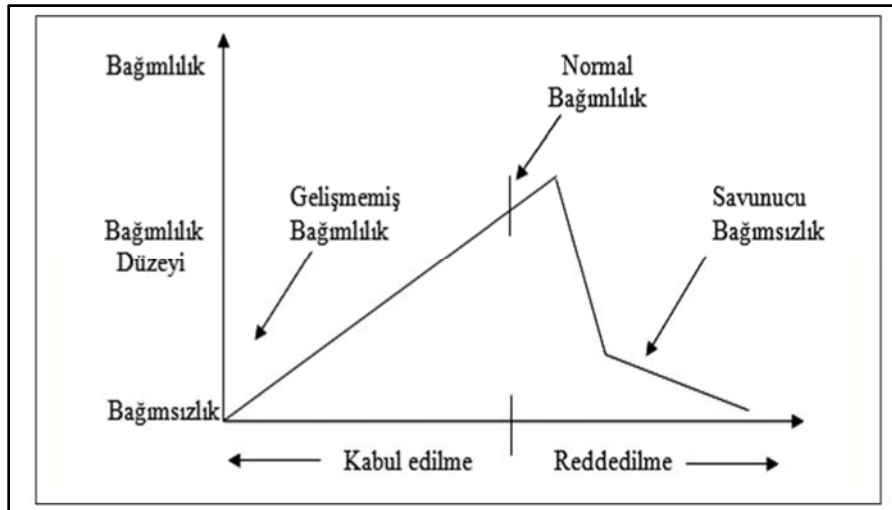 Bağımlılık
Normal
Bağımlılık
Gelişmemiş
Bağımlılık
Savunucu
Bağımsızlık
Bağımlılık
Düzeyi
Bağımsızlık
Kabul edilme
Reddedilme